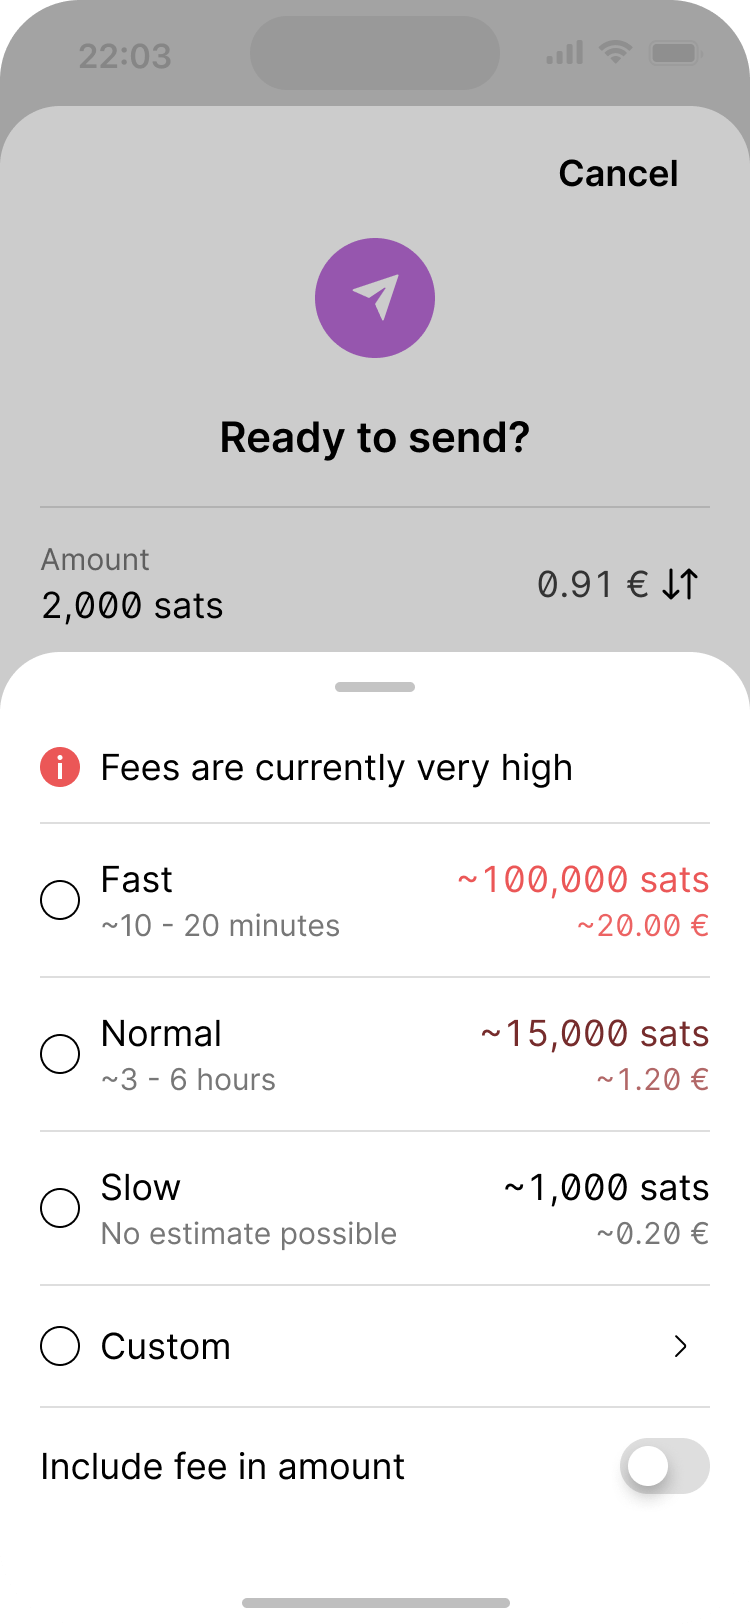 22:03
Cancel
Ready to send?
Amount
2,000 sats
0.91 €
Fees are currently very high
Fast
~100,000 sats
~10 - 20 minutes
~20.00 €
Normal
~15,000 sats
~3 - 6 hours
~1.20 €
Slow
~1,000 sats
No estimate possible
~0.20 €
Custom
Include fee in amount